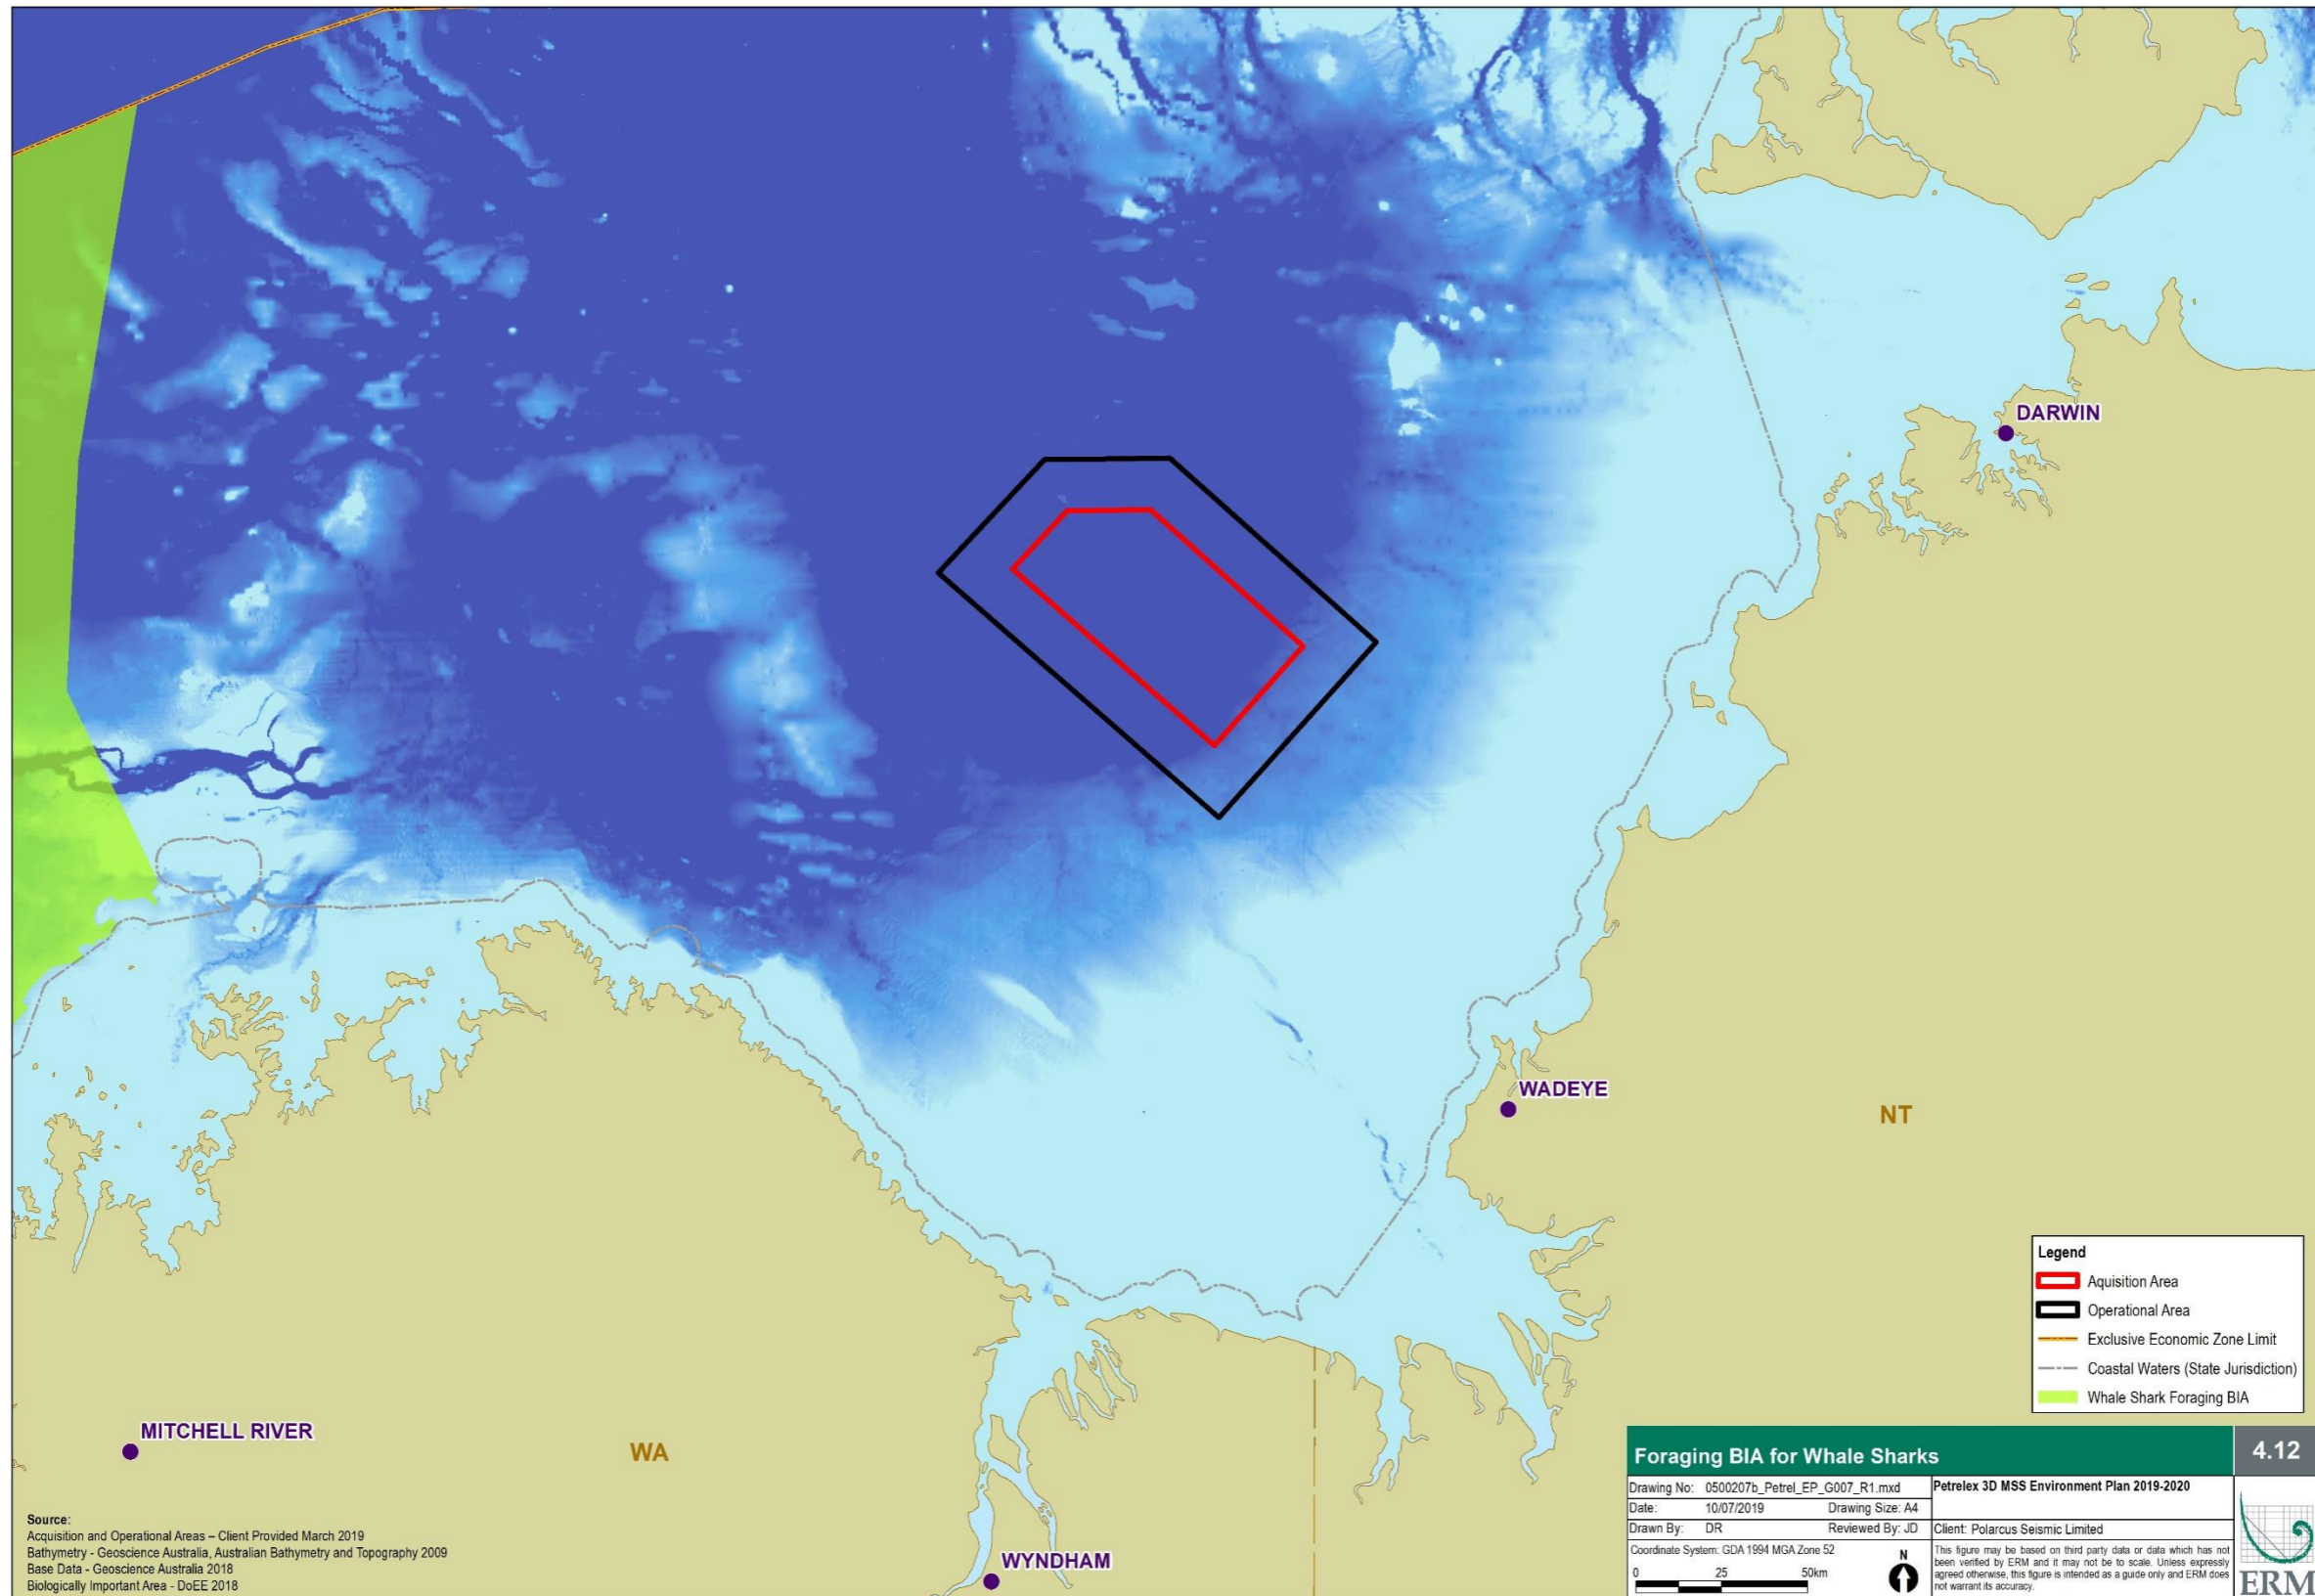 DARWIN
WADEYE
NT
MITCHELL RIVER
WA
WYNDHAM
Legend
Aquisition Area
Operational Area
Exclusive Economic Zone Limit
Coastal Waters (State Jurisdiction)
Whale Shark Foraging BIA
Source:
Acquisition and Operational Areas – Client Provided March 2019
Bathymetry - Geoscience Australia, Australian Bathymetry and Topography 2009
Base Data - Geoscience Australia 2018
Biologically Important Area - DoEE 2018
Foraging BIA for Whale Sharks
4.12
Drawing No: 0500207b_Petrel_EP_G007_R1.mxd
Petrelex 3D MSS Environment Plan 2019-2020
Date: 10/07/2019 Drawing Size: A4
Drawn By: DR Reviewed By: JD
Client: Polarcus Seismic Limited
Coordinate System: GDA 1994 MGA Zone 52
N
0 25 50km
This figure may be based on third party data or data which has not
been verified by ERM and it may not be to scale. Unless expressly
agreed otherwise, this figure is intended as a guide only and ERM does
not warrant its accuracy.
ERM